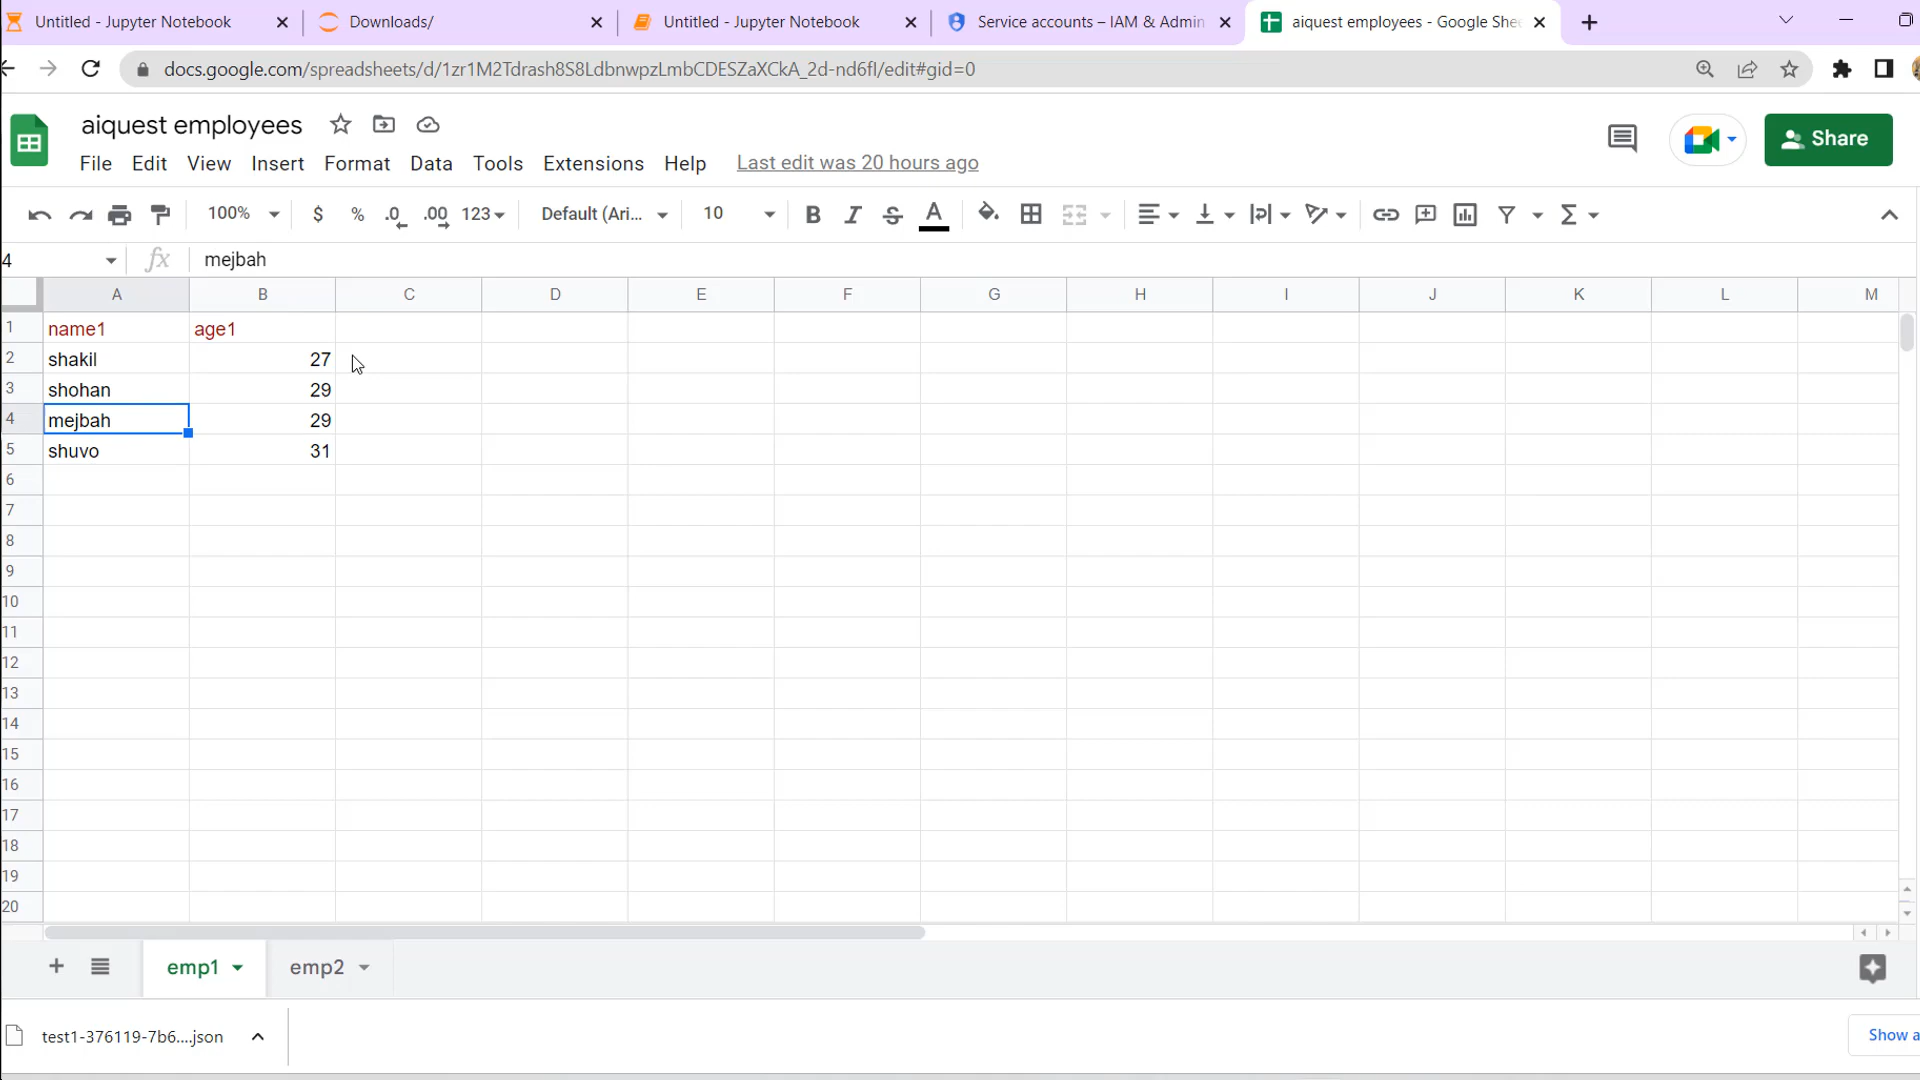 Untitled - Jupyter Notebook
Downloads/
Untitled - Jupyter Notebook
Service accounts – IAM & Admin
aiquest employees - Google Shee
docs.google.com/spreadsheets/d/1zr1M2Tdrash8S8LdbnwpzLmbCDESZaXCkA_2d-nd6fI/edit#gid=0
aiquest employees
Share
File Edit View Insert Format Data Tools Extensions Help Last edit was 20 hours ago
100% $ % .0 .00 123 Default (Ari... 10 B I S A Σ
4 fx mejbah
A B C D E F G H I J K L M
1 name1 age1
2 shakil 27
3 shohan 29
4 mejbah 29
5 shuvo 31
6
7
8
9
10
11
12
13
14
15
16
17
18
19
20
+ emp1 emp2
test1-376119-7b6....json
Show a